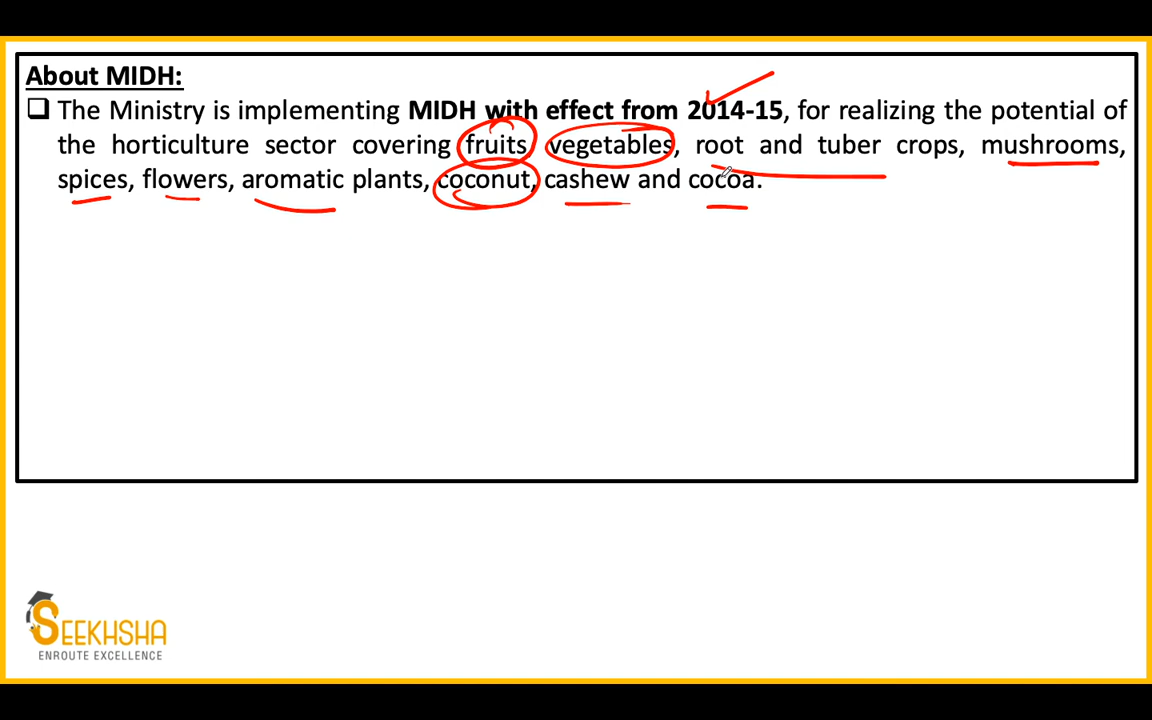 About MIDH:
❑ The Ministry is implementing MIDH with effect from 2014-15, for realizing the potential of
the horticulture sector covering fruits, vegetables, root and tuber crops, mushrooms,
spices, flowers, aromatic plants, coconut, cashew and cocoa.
SEEKHSHA
ENROUTE EXCELLENCE